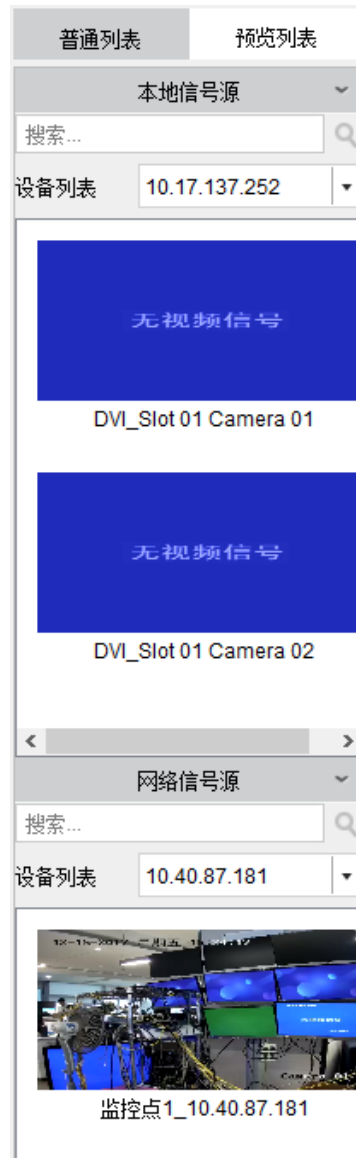 普通列表 预览列表
本地信号源
搜索...
设备列表 10.17.137.252
无视频信号
DVI_Slot 01 Camera 01
无视频信号
DVI_Slot 01 Camera 02
网络信号源
搜索...
设备列表 10.40.87.181
监控点1_10.40.87.181